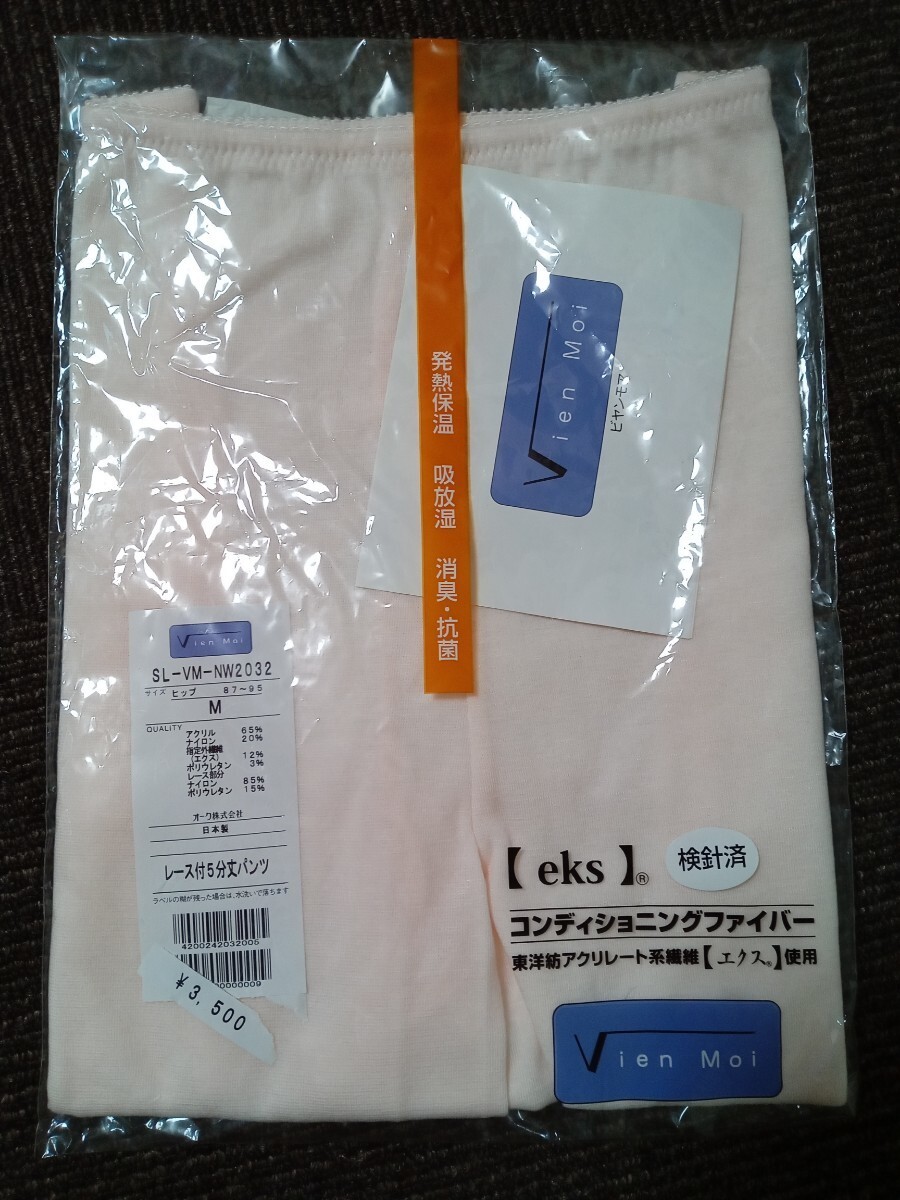 発熱保温 吸放湿 消臭・抗菌
Vien Moi
ビヤンモア
Vien Moi
SL-VM-NW2032
サイズ ヒップ 87~95
M
QUALITY
アクリル 65%
ナイロン 20%
指定外繊維
(エクス) 12%
ポリウレタン 3%
レース部分
ナイロン 85%
ポリウレタン 15%
オーク株式会社
日本製
レース付5分丈パンツ
ラベルの糊が残った場合は、水洗いで落ちます
4200242032005
0000009
¥3,500
【eks】®
検針済
コンディショニングファイバー
東洋紡アクリレート系繊維【エクス®】使用
Vien Moi